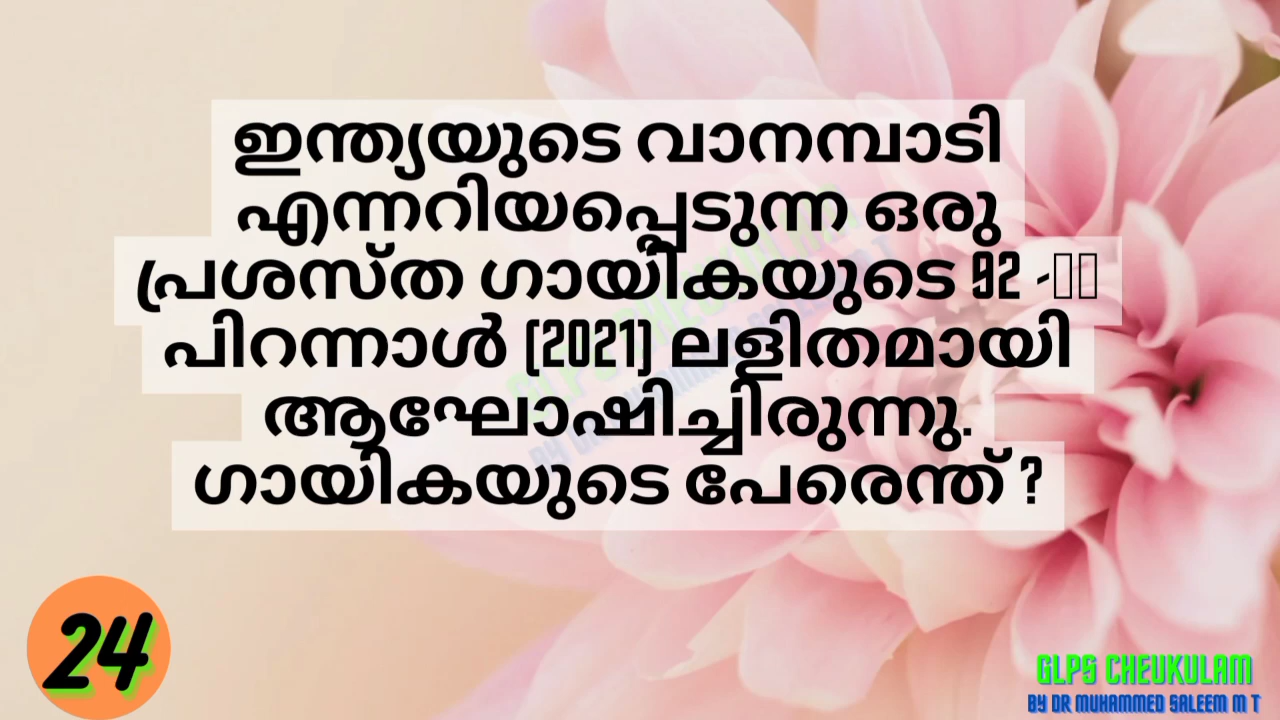 ഇന്ത്യയുടെ വാനമ്പാടി
എന്നറിയപ്പെടുന്ന ഒരു
പ്രശസ്ത ഗായികയുടെ 92 -
പിറന്നാൾ (2021) ലളിതമായി
ആഘോഷിച്ചിരുന്നു.
ഗായികയുടെ പേരെന്ത് ?
24
GLPS CHEUKULAM
BY DR MUHAMMED SALEEM M T